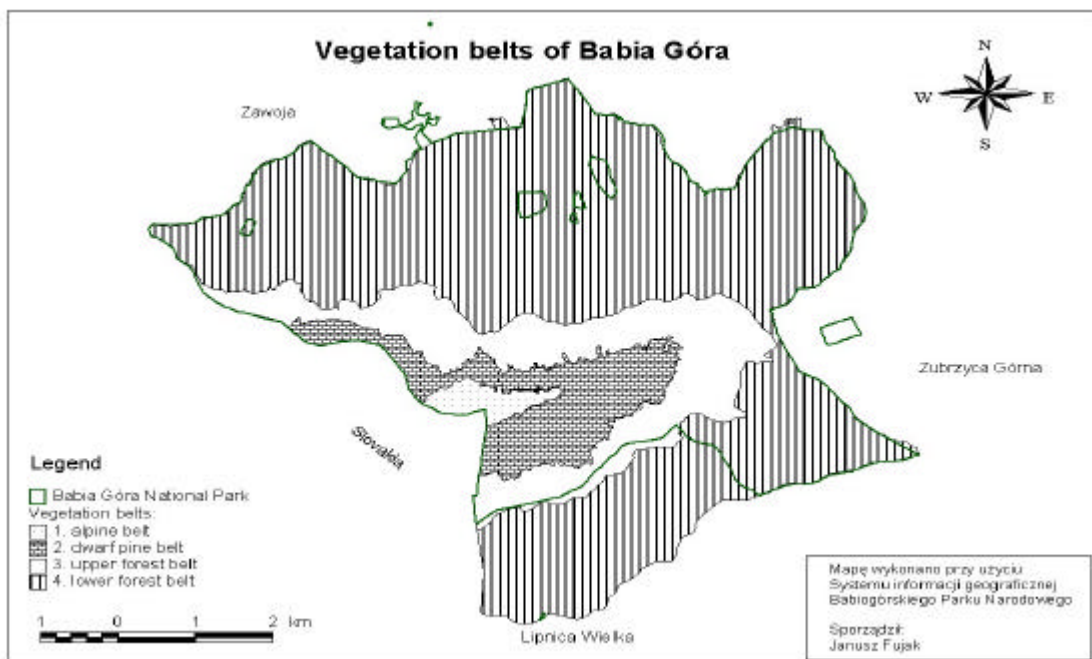 Vegetation belts of Babia Góra
N
W E
S
Zawoja
Zubrzyca Górna
Slovakia
Legend
Babia Góra National Park
Vegetation belts:
1. alpine belt
2. dwarf pine belt
3. upper forest belt
4. lower forest belt
1 0 1 2 km
Lipnica Wielka
Mapę wykonano przy użyciu
Systemu informacji geograficznej
Babiogórskiego Parku Narodowego
Sporządził:
Janusz Fujak